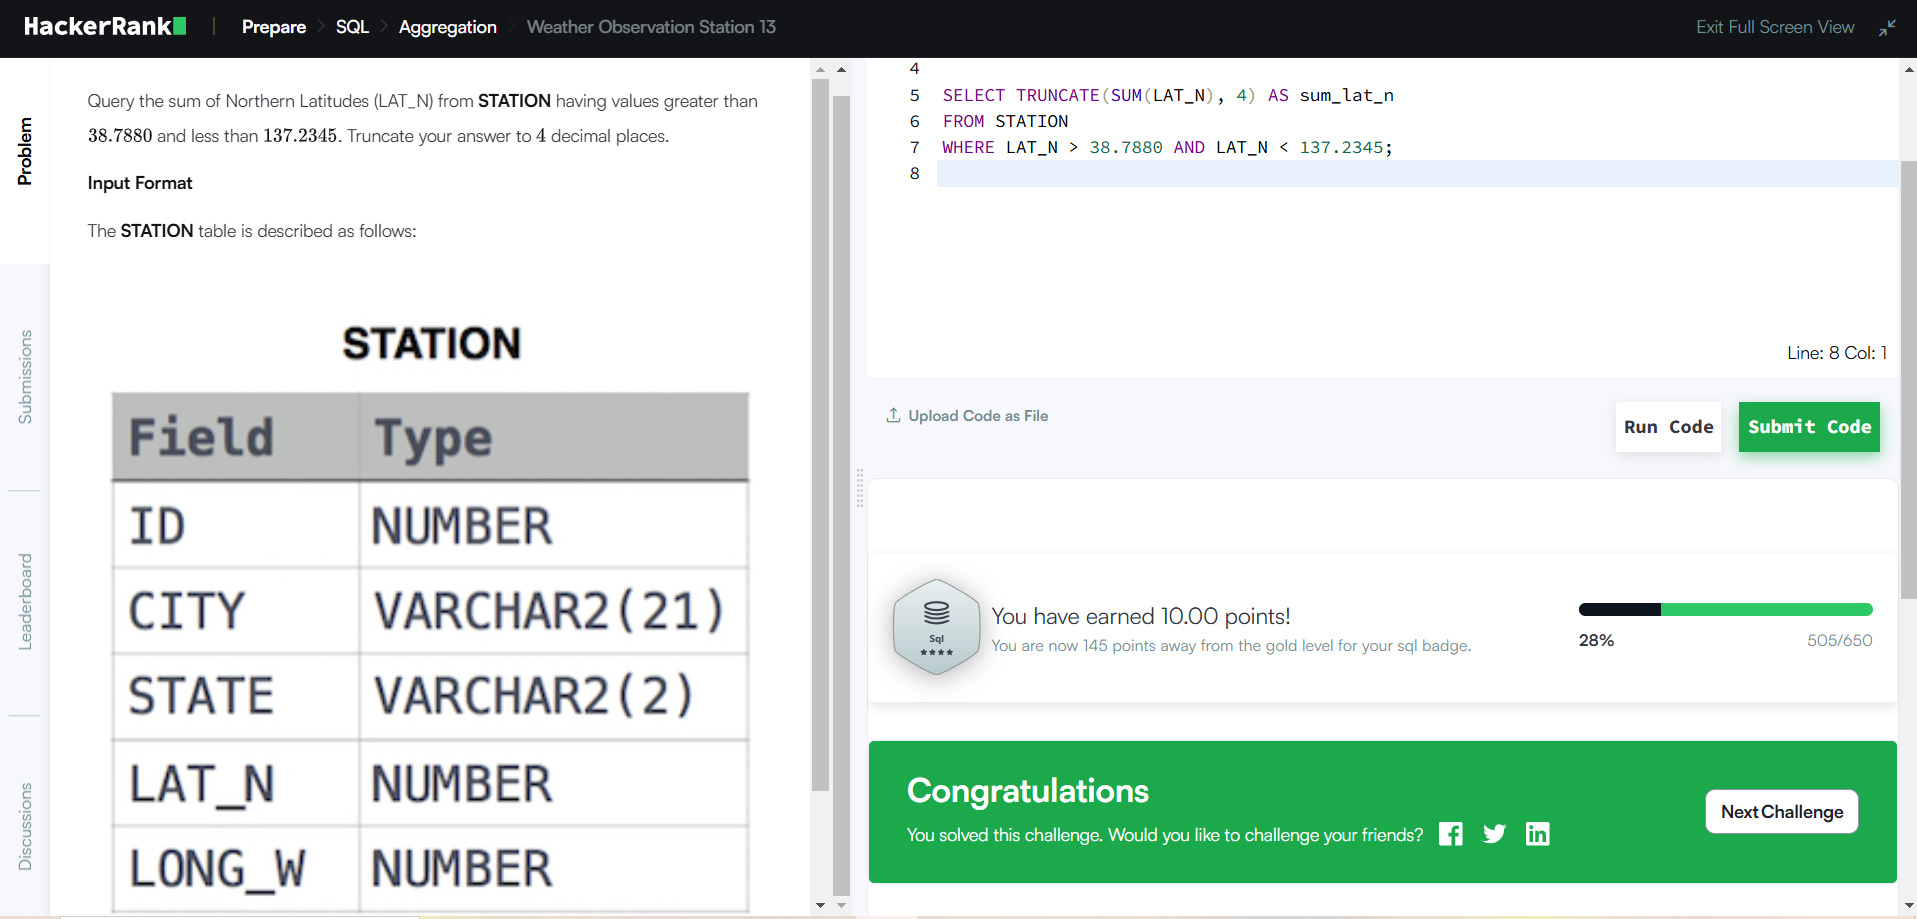 HackerRank | Prepare > SQL > Aggregation > Weather Observation Station 13
Exit Full Screen View
Problem
Submissions
Leaderboard
Discussions
Query the sum of Northern Latitudes (LAT_N) from STATION having values greater than
38.7880 and less than 137.2345. Truncate your answer to 4 decimal places.
Input Format
The STATION table is described as follows:
STATION
Field Type
ID NUMBER
CITY VARCHAR2(21)
STATE VARCHAR2(2)
LAT_N NUMBER
LONG_W NUMBER
4
5 SELECT TRUNCATE(SUM(LAT_N), 4) AS sum_lat_n
6 FROM STATION
7 WHERE LAT_N > 38.7880 AND LAT_N < 137.2345;
8
Line: 8 Col: 1
Upload Code as File
Run Code
Submit Code
Sql
You have earned 10.00 points!
You are now 145 points away from the gold level for your sql badge.
28%
505/650
Congratulations
You solved this challenge. Would you like to challenge your friends?
Next Challenge